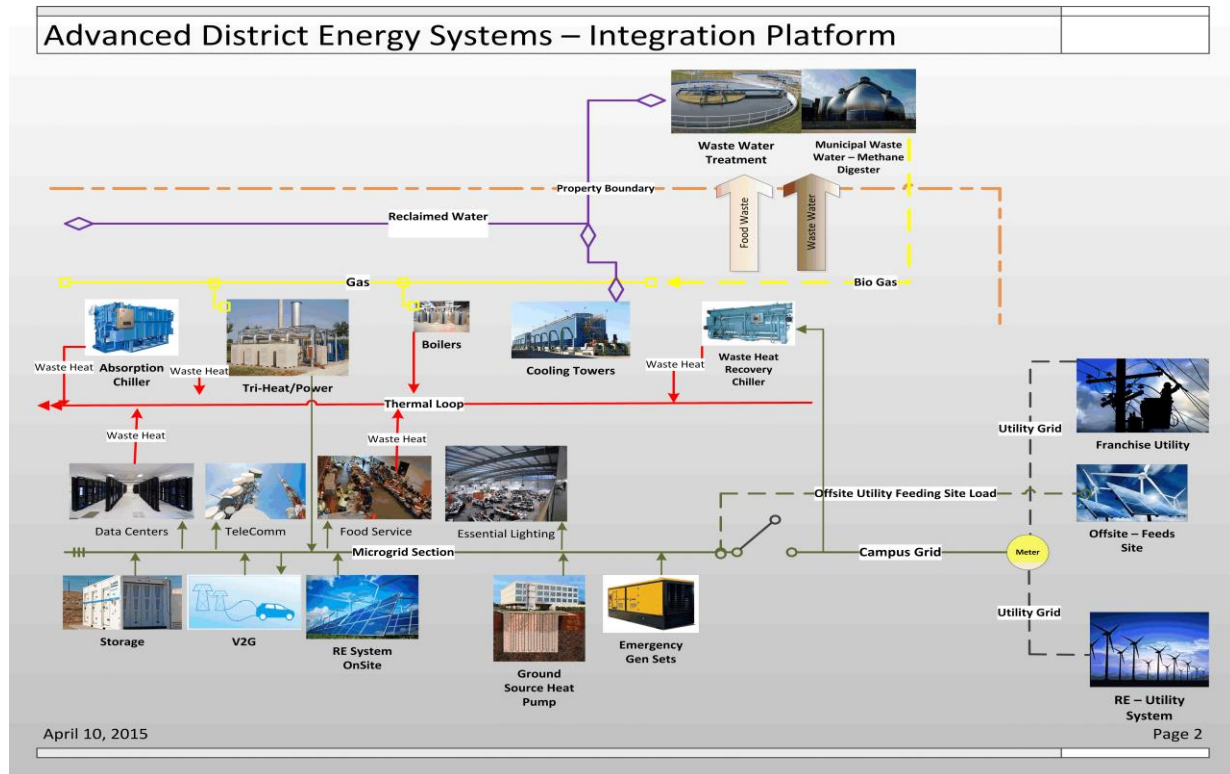 Advanced District Energy Systems – Integration Platform
Waste Water
Treatment
Municipal Waste
Water – Methane
Digester
Property Boundary
Food Waste
Waste Water
Reclaimed Water
Gas
Bio Gas
Waste Heat
Absorption
Chiller
Waste Heat
Tri-Heat/Power
Boilers
Cooling Towers
Waste Heat
Waste Heat
Recovery
Chiller
Thermal Loop
Waste Heat
Waste Heat
Utility Grid
Franchise Utility
Data Centers
TeleComm
Food Service
Essential Lighting
Offsite Utility Feeding Site Load
Offsite – Feeds
Site
Microgrid Section
Campus Grid
Meter
Utility Grid
Storage
V2G
RE System
OnSite
Ground
Source Heat
Pump
Emergency
Gen Sets
RE – Utility
System
April 10, 2015
Page 2